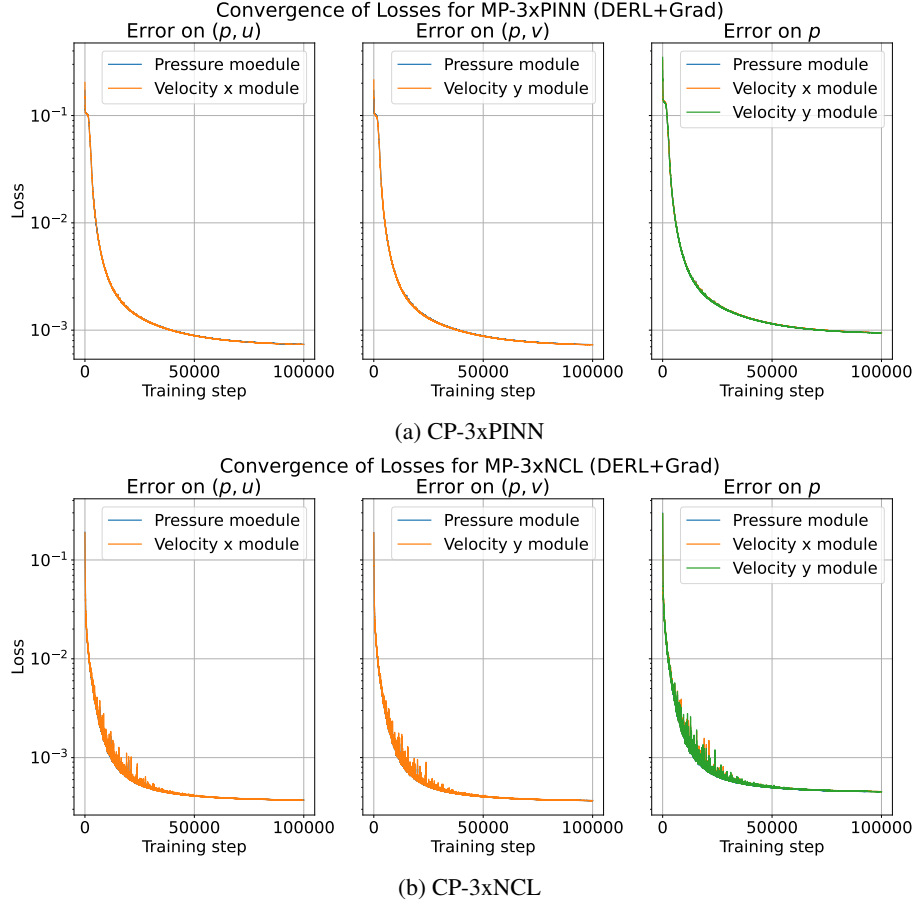 Convergence of Losses for MP-3xPINN (DERL+Grad)
Error on (p, u)
Error on (p, v)
Error on p
Pressure moedule
Velocity x module
Pressure moedule
Velocity y module
Pressure moedule
Velocity x module
Velocity y module
Loss
10⁻¹
10⁻²
10⁻³
0 50000 100000
0 50000 100000
0 50000 100000
Training step
Training step
Training step
(a) CP-3xPINN
Convergence of Losses for MP-3xNCL (DERL+Grad)
Error on (p, u)
Error on (p, v)
Error on p
Pressure moedule
Velocity x module
Pressure moedule
Velocity y module
Pressure moedule
Velocity x module
Velocity y module
Loss
10⁻¹
10⁻²
10⁻³
0 50000 100000
0 50000 100000
0 50000 100000
Training step
Training step
Training step
(b) CP-3xNCL